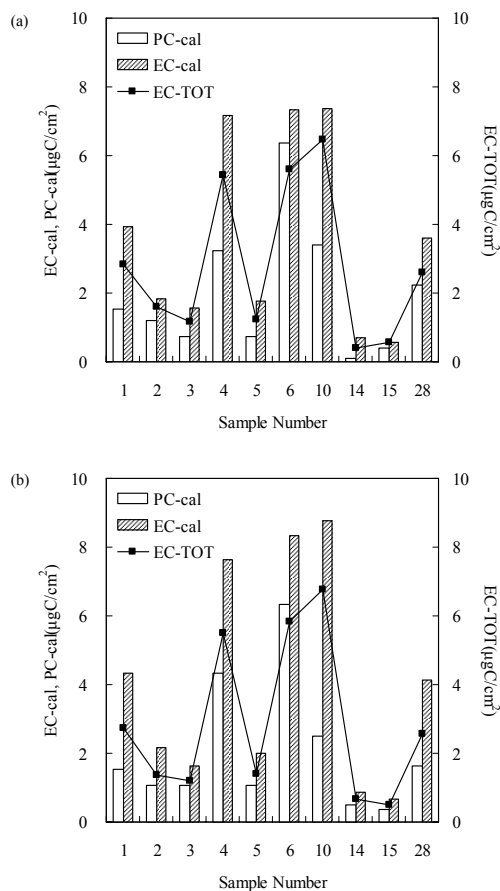 (a)
10
8
6
4
2
0
EC-cal, PC-cal(μgC/cm²)
PC-cal
EC-cal
EC-TOT
10
8
6
4
2
0
EC-TOT(μgC/cm²)
1 2 3 4 5 6 10 14 15 28
Sample Number
(b)
10
8
6
4
2
0
EC-cal, PC-cal(μgC/cm²)
PC-cal
EC-cal
EC-TOT
10
8
6
4
2
0
EC-TOT(μgC/cm²)
1 2 3 4 5 6 10 14 15 28
Sample Number